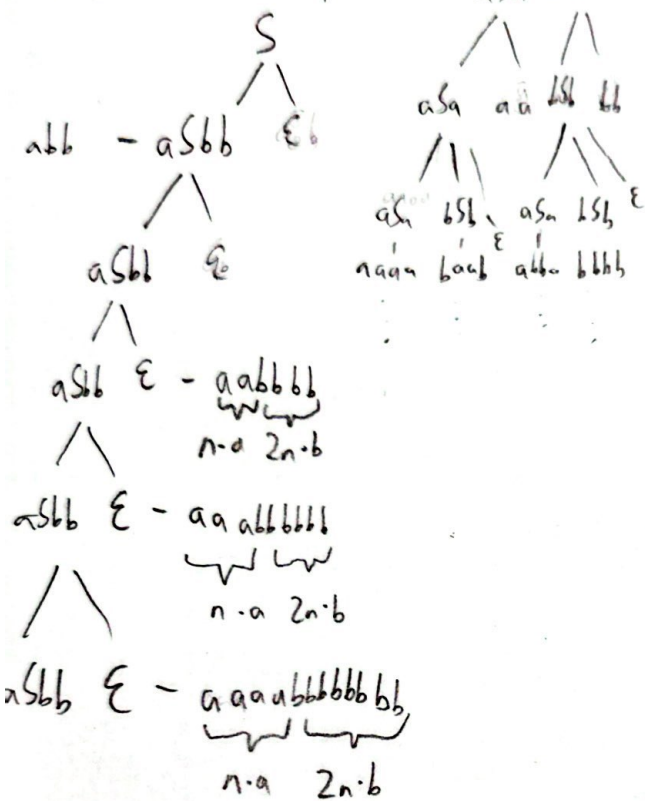 S
abb - aSbb ε
aSbb ε
aSbb ε - aabbbb
n·a 2n·b
aSbb ε - aaabbbbbb
n·a 2n·b
aSbb ε - aaaabbbbbbbb
n·a 2n·b
aSa aa bSb bb
aSa bSb ε aSa bSb ε
aaaa baab abba bbbb